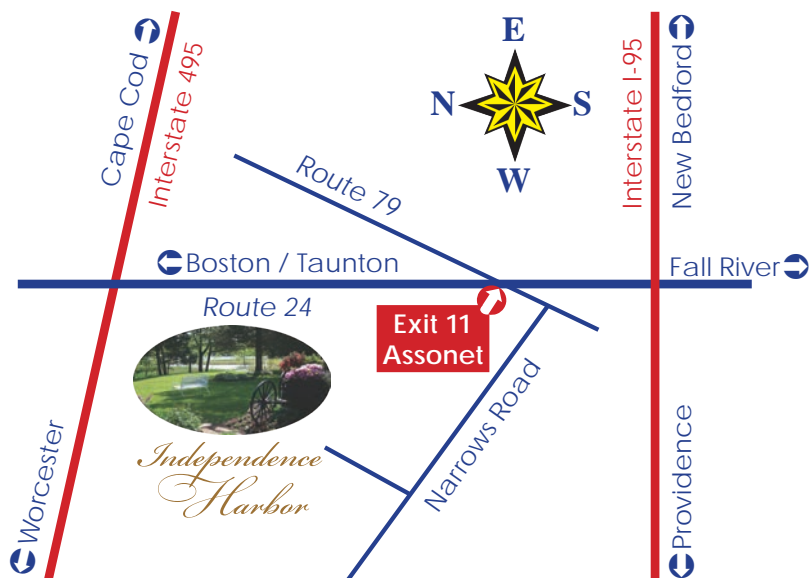 Cape Cod
Interstate 495
E
N
S
W
Interstate I-95
New Bedford
Route 79
Boston / Taunton
Fall River
Route 24
Exit 11
Assonet
Independence
Harbor
Narrows Road
Worcester
Providence